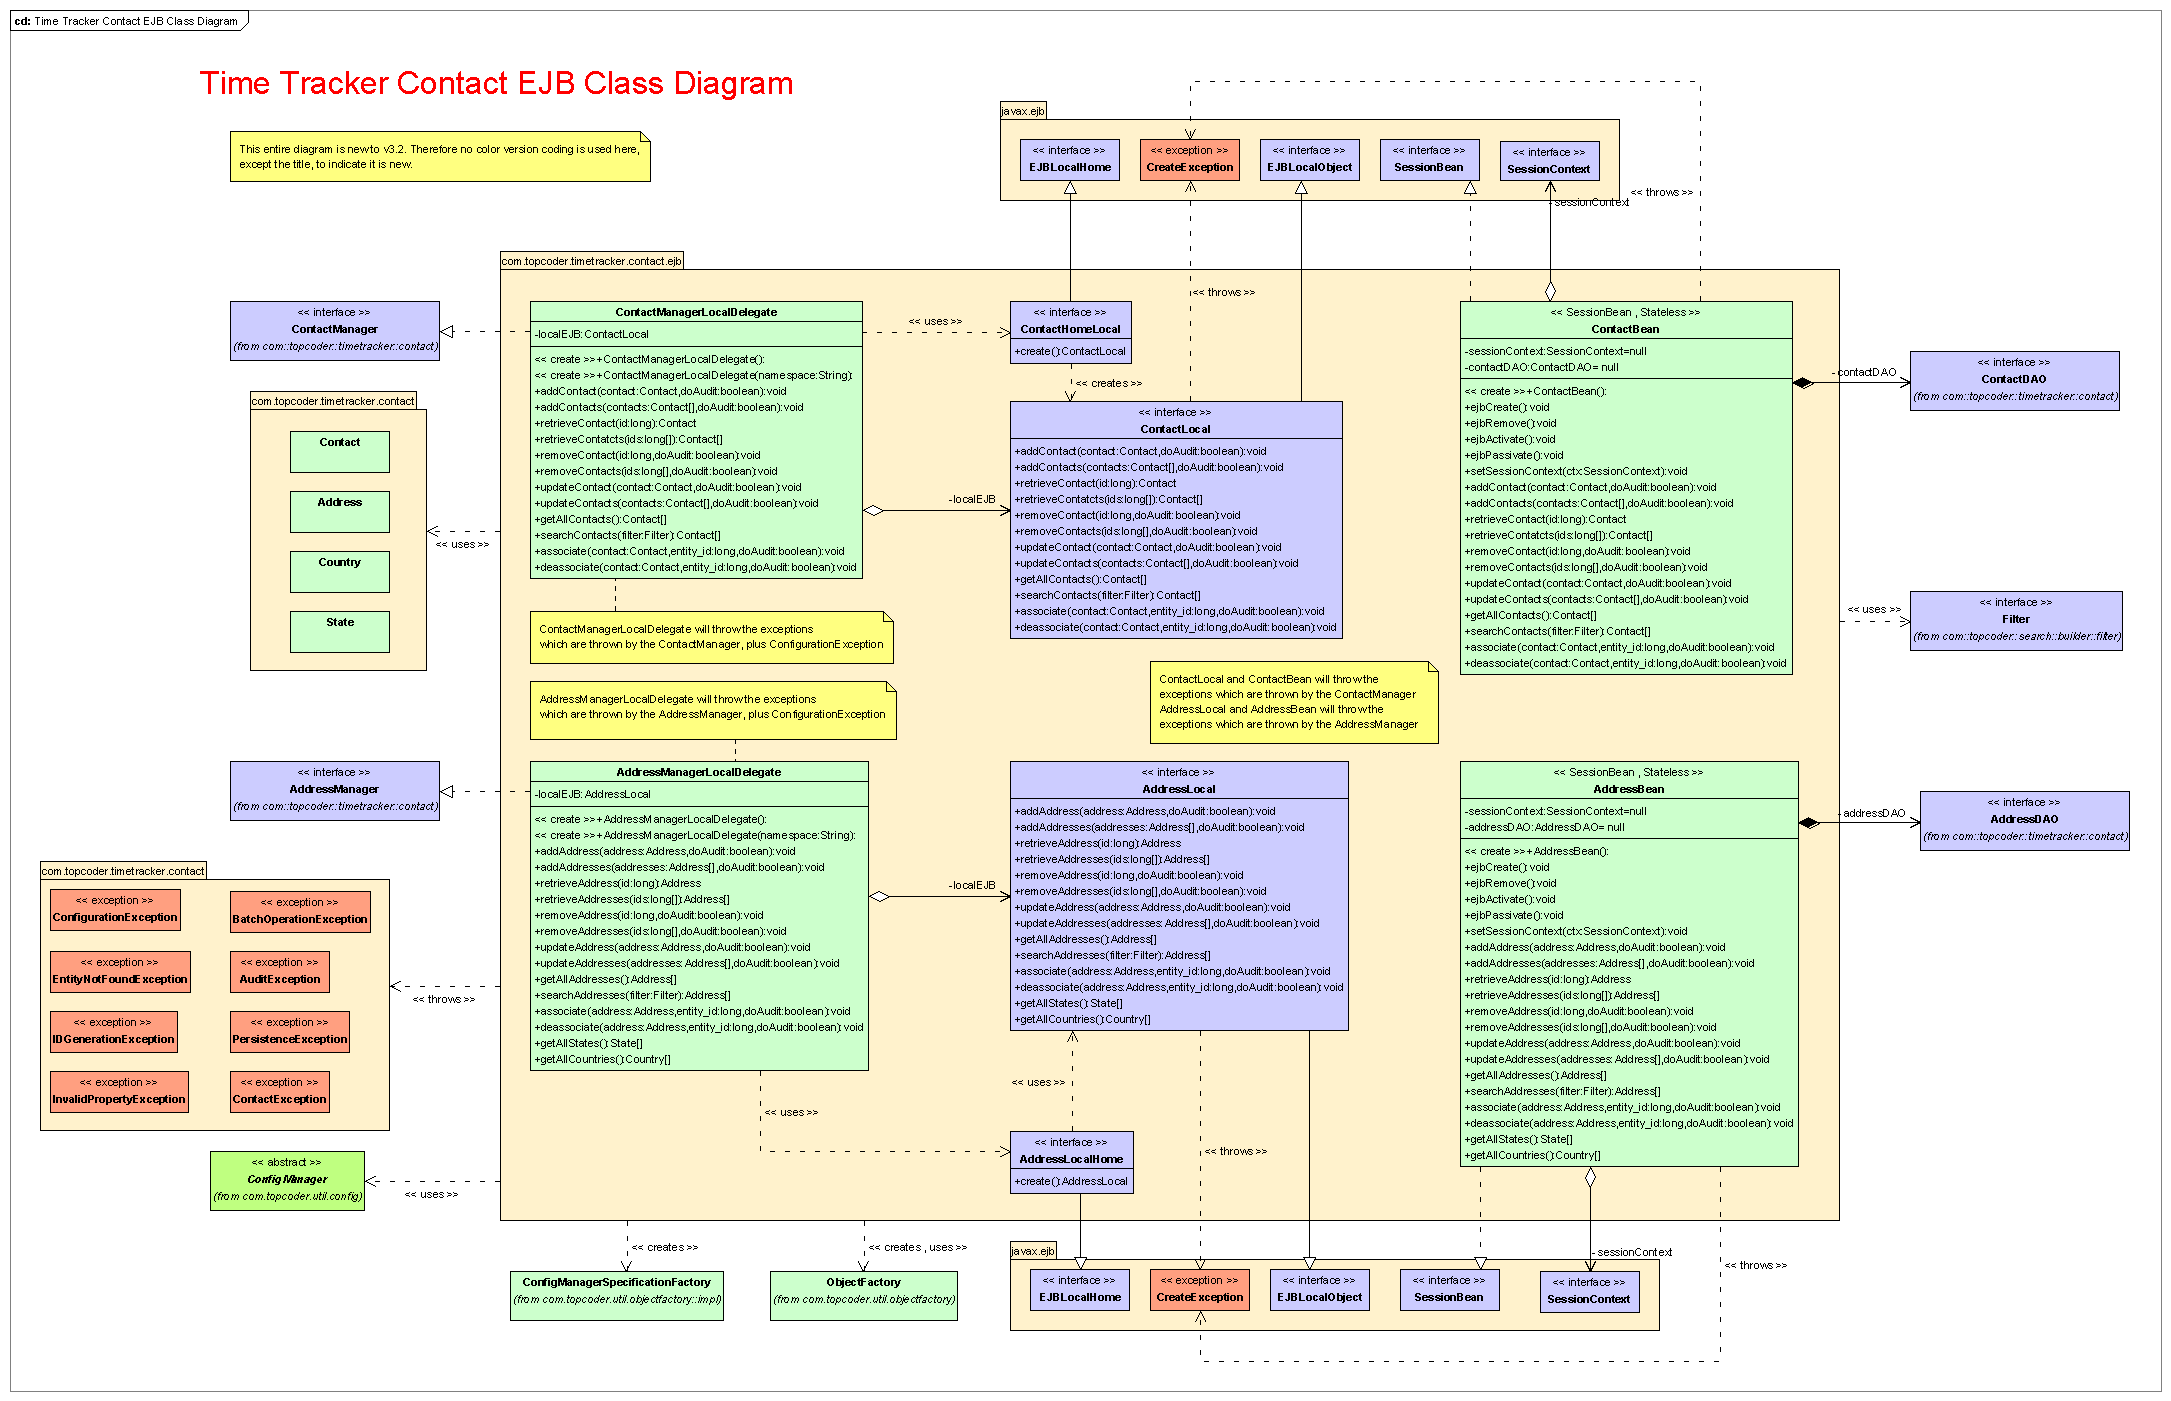 cd: Time Tracker Contact EJB Class Diagram
Time Tracker Contact EJB Class Diagram
This entire diagram is new to v3.2. Therefore no color version coding is used here,
except the title, to indicate it is new.
javax.ejb
<< interface >>
EJBLocalHome
<< exception >>
CreateException
<< interface >>
EJBLocalObject
<< interface >>
SessionBean
<< interface >>
SessionContext
<< throws >>
-sessionContext
com.topcoder.timetracker.contact.ejb
<< throws >>
<< interface >>
ContactManager
(from com::topcoder::timetracker::contact)
ContactManagerLocalDelegate
-localEJB:ContactLocal
<< create >>+ContactManagerLocalDelegate():
<< create >>+ContactManagerLocalDelegate(namespace:String):
+addContact(contact:Contact,doAudit:boolean):void
+addContacts(contacts:Contact[],doAudit:boolean):void
+retrieveContact(id:long):Contact
+retrieveContatcts(ids:long[]):Contact[]
+removeContact(id:long,doAudit:boolean):void
+removeContacts(ids:long[],doAudit:boolean):void
+updateContact(contact:Contact,doAudit:boolean):void
+updateContacts(contacts:Contact[],doAudit:boolean):void
+getAllContacts():Contact[]
+searchContacts(filter:Filter):Contact[]
+associate(contact:Contact,entity_id:long,doAudit:boolean):void
+deassociate(contact:Contact,entity_id:long,doAudit:boolean):void
<< uses >>
<< interface >>
ContactHomeLocal
+create():ContactLocal
<< creates >>
<< interface >>
ContactLocal
+addContact(contact:Contact,doAudit:boolean):void
+addContacts(contacts:Contact[],doAudit:boolean):void
+retrieveContact(id:long):Contact
+retrieveContatcts(ids:long[]):Contact[]
+removeContact(id:long,doAudit:boolean):void
+removeContacts(ids:long[],doAudit:boolean):void
+updateContact(contact:Contact,doAudit:boolean):void
+updateContacts(contacts:Contact[],doAudit:boolean):void
+getAllContacts():Contact[]
+searchContacts(filter:Filter):Contact[]
+associate(contact:Contact,entity_id:long,doAudit:boolean):void
+deassociate(contact:Contact,entity_id:long,doAudit:boolean):void
-localEJB
<< SessionBean , Stateless >>
ContactBean
-sessionContext:SessionContext=null
-contactDAO:ContactDAO= null
<< create >>+ContactBean():
+ejbCreate():void
+ejbRemove():void
+ejbActivate():void
+ejbPassivate():void
+setSessionContext(ctx:SessionContext):void
+addContact(contact:Contact,doAudit:boolean):void
+addContacts(contacts:Contact[],doAudit:boolean):void
+retrieveContact(id:long):Contact
+retrieveContatcts(ids:long[]):Contact[]
+removeContact(id:long,doAudit:boolean):void
+removeContacts(ids:long[],doAudit:boolean):void
+updateContact(contact:Contact,doAudit:boolean):void
+updateContacts(contacts:Contact[],doAudit:boolean):void
+getAllContacts():Contact[]
+searchContacts(filter:Filter):Contact[]
+associate(contact:Contact,entity_id:long,doAudit:boolean):void
+deassociate(contact:Contact,entity_id:long,doAudit:boolean):void
-contactDAO
<< interface >>
ContactDAO
(from com::topcoder::timetracker::contact)
com.topcoder.timetracker.contact
Contact
Address
Country
State
<< uses >>
<< uses >>
<< interface >>
Filter
(from com::topcoder::search::builder::filter)
ContactManagerLocalDelegate will throw the exceptions
which are thrown by the ContactManager, plus ConfigurationException
AddressManagerLocalDelegate will throw the exceptions
which are thrown by the AddressManager, plus ConfigurationException
ContactLocal and ContactBean will throw the
exceptions which are thrown by the ContactManager
AddressLocal and AddressBean will throw the
exceptions which are thrown by the AddressManager
<< interface >>
AddressManager
(from com::topcoder::timetracker::contact)
AddressManagerLocalDelegate
-localEJB:AddressLocal
<< create >>+AddressManagerLocalDelegate():
<< create >>+AddressManagerLocalDelegate(namespace:String):
+addAddress(address:Address,doAudit:boolean):void
+addAddresses(addresses:Address[],doAudit:boolean):void
+retrieveAddress(id:long):Address
+retrieveAddresses(ids:long[]):Address[]
+removeAddress(id:long,doAudit:boolean):void
+removeAddresses(ids:long[],doAudit:boolean):void
+updateAddress(address:Address,doAudit:boolean):void
+updateAddresses(addresses:Address[],doAudit:boolean):void
+getAllAddresses():Address[]
+searchAddresses(filter:Filter):Address[]
+associate(address:Address,entity_id:long,doAudit:boolean):void
+deassociate(address:Address,entity_id:long,doAudit:boolean):void
+getAllStates():State[]
+getAllCountries():Country[]
-localEJB
<< interface >>
AddressLocal
+addAddress(address:Address,doAudit:boolean):void
+addAddresses(addresses:Address[],doAudit:boolean):void
+retrieveAddress(id:long):Address
+retrieveAddresses(ids:long[]):Address[]
+removeAddress(id:long,doAudit:boolean):void
+removeAddresses(ids:long[],doAudit:boolean):void
+updateAddress(address:Address,doAudit:boolean):void
+updateAddresses(addresses:Address[],doAudit:boolean):void
+getAllAddresses():Address[]
+searchAddresses(filter:Filter):Address[]
+associate(address:Address,entity_id:long,doAudit:boolean):void
+deassociate(address:Address,entity_id:long,doAudit:boolean):void
+getAllStates():State[]
+getAllCountries():Country[]
<< SessionBean , Stateless >>
AddressBean
-sessionContext:SessionContext=null
-addressDAO:AddressDAO= null
<< create >>+AddressBean():
+ejbCreate():void
+ejbRemove():void
+ejbActivate():void
+ejbPassivate():void
+setSessionContext(ctx:SessionContext):void
+addAddress(address:Address,doAudit:boolean):void
+addAddresses(addresses:Address[],doAudit:boolean):void
+retrieveAddress(id:long):Address
+retrieveAddresses(ids:long[]):Address[]
+removeAddress(id:long,doAudit:boolean):void
+removeAddresses(ids:long[],doAudit:boolean):void
+updateAddress(address:Address,doAudit:boolean):void
+updateAddresses(addresses:Address[],doAudit:boolean):void
+getAllAddresses():Address[]
+searchAddresses(filter:Filter):Address[]
+associate(address:Address,entity_id:long,doAudit:boolean):void
+deassociate(address:Address,entity_id:long,doAudit:boolean):void
+getAllStates():State[]
+getAllCountries():Country[]
-addressDAO
<< interface >>
AddressDAO
(from com::topcoder::timetracker::contact)
com.topcoder.timetracker.contact
<< exception >>
ConfigurationException
<< exception >>
BatchOperationException
<< exception >>
EntityNotFoundException
<< exception >>
AuditException
<< exception >>
IDGenerationException
<< exception >>
PersistenceException
<< exception >>
InvalidPropertyException
<< exception >>
ContactException
<< throws >>
<< uses >>
<< uses >>
<< throws >>
<< interface >>
AddressLocalHome
+create():AddressLocal
<< abstract >>
ConfigManager
(from com.topcoder.util.config)
<< uses >>
<< creates >>
<< creates , uses >>
ConfigManagerSpecificationFactory
(from com.topcoder.util.objectfactory::impl)
ObjectFactory
(from com.topcoder.util.objectfactory)
javax.ejb
<< interface >>
EJBLocalHome
<< exception >>
CreateException
<< interface >>
EJBLocalObject
<< interface >>
SessionBean
<< interface >>
SessionContext
-sessionContext
<< throws >>